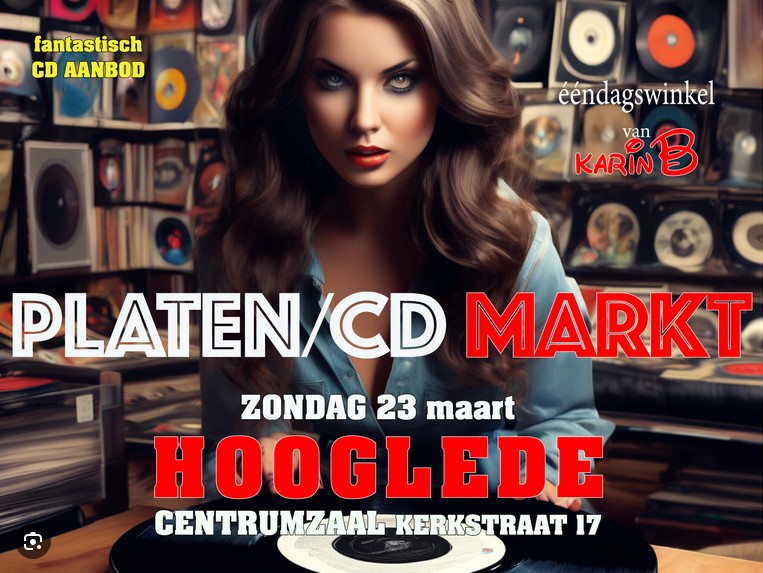 fantastisch
CD AANBOD
ééndagswinkel
van
KARIN B
PLATEN/CD MARKT
ZONDAG 23 maart
HOOGLEDE
CENTRUMZAAL KERKSTRAAT 17